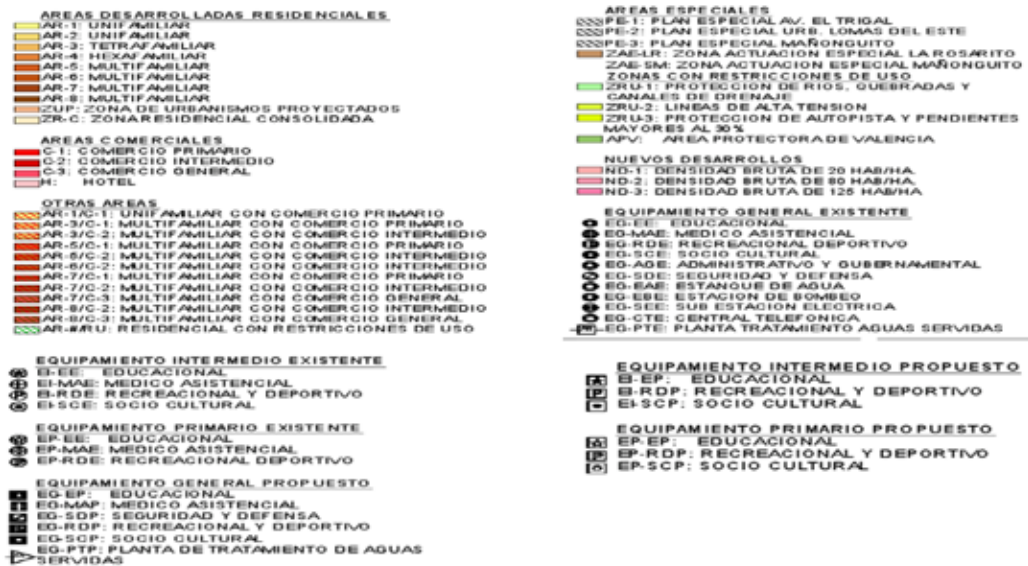 AREAS DESARROLLADAS RESIDENCIALES
AR-1: UNIFAMILIAR
AR-2: UNIFAMILIAR
AR-3: TETRAFAMILIAR
AR-4: HEXAFAMILIAR
AR-5: MULTIFAMILIAR
AR-6: MULTIFAMILIAR
AR-7: MULTIFAMILIAR
AR-8: MULTIFAMILIAR
ZUP: ZONA DE URBANISMOS PROYECTADOS
ZR-C: ZONA RESIDENCIAL CONSOLIDADA
AREAS COMERCIALES
C-1: COMERCIO PRIMARIO
C-2: COMERCIO INTERMEDIO
C-3: COMERCIO GENERAL
H: HOTEL
OTRAS AREAS
AR-1/C-1: UNIFAMILIAR CON COMERCIO PRIMARIO
AR-3/C-1: MULTIFAMILIAR CON COMERCIO PRIMARIO
AR-3/C-2: MULTIFAMILIAR CON COMERCIO INTERMEDIO
AR-5/C-1: MULTIFAMILIAR CON COMERCIO PRIMARIO
AR-5/C-2: MULTIFAMILIAR CON COMERCIO INTERMEDIO
AR-6/C-2: MULTIFAMILIAR CON COMERCIO INTERMEDIO
AR-7/C-1: MULTIFAMILIAR CON COMERCIO PRIMARIO
AR-7/C-2: MULTIFAMILIAR CON COMERCIO INTERMEDIO
AR-7/C-3: MULTIFAMILIAR CON COMERCIO GENERAL
AR-8/C-2: MULTIFAMILIAR CON COMERCIO INTERMEDIO
AR-8/C-3: MULTIFAMILIAR CON COMERCIO GENERAL
AR-#/RU: RESIDENCIAL CON RESTRICCIONES DE USO
EQUIPAMIENTO INTERMEDIO EXISTENTE
EI-EE: EDUCACIONAL
EI-MAE: MEDICO ASISTENCIAL
EI-RDE: RECREACIONAL Y DEPORTIVO
EI-SCE: SOCIO CULTURAL
EQUIPAMIENTO PRIMARIO EXISTENTE
EP-EE: EDUCACIONAL
EP-MAE: MEDICO ASISTENCIAL
EP-RDE: RECREACIONAL DEPORTIVO
EQUIPAMIENTO GENERAL PROPUESTO
EG-EP: EDUCACIONAL
EG-MAP: MEDICO ASISTENCIAL
EG-SDP: SEGURIDAD Y DEFENSA
EG-RDP: RECREACIONAL Y DEPORTIVO
EG-SCP: SOCIO CULTURAL
EG-PTP: PLANTA DE TRATAMIENTO DE AGUAS
SERVIDAS
AREAS ESPECIALES
PE-1: PLAN ESPECIAL AV. EL TRIGAL
PE-2: PLAN ESPECIAL URB. LOMAS DEL ESTE
PE-3: PLAN ESPECIAL MAÑONGUITO
ZAE-LR: ZONA ACTUACION ESPECIAL LA ROSARITO
ZAE-SM: ZONA ACTUACION ESPECIAL MAÑONGUITO
ZONAS CON RESTRICCIONES DE USO
ZRU-1: PROTECCION DE RIOS, QUEBRADAS Y
CANALES DE DRENAJE
ZRU-2: LINEAS DE ALTA TENSION
ZRU-3: PROTECCION DE AUTOPISTA Y PENDIENTES
MAYORES AL 30%
APV: AREA PROTECTORA DE VALENCIA
NUEVOS DESARROLLOS
ND-1: DENSIDAD BRUTA DE 20 HAB/HA.
ND-2: DENSIDAD BRUTA DE 80 HAB/HA.
ND-3: DENSIDAD BRUTA DE 125 HAB/HA.
EQUIPAMIENTO GENERAL EXISTENTE
EG-EE: EDUCACIONAL
EG-MAE: MEDICO ASISTENCIAL
EG-RDE: RECREACIONAL DEPORTIVO
EG-SCE: SOCIO CULTURAL
EG-AGE: ADMINISTRATIVO Y GUBERNAMENTAL
EG-SDE: SEGURIDAD Y DEFENSA
EG-EAE: ESTANQUE DE AGUA
EG-EBE: ESTACION DE BOMBEO
EG-SEE: SUB ESTACION ELECTRICA
EG-CTE: CENTRAL TELEFONICA
EG-PTE: PLANTA TRATAMIENTO AGUAS SERVIDAS
EQUIPAMIENTO INTERMEDIO PROPUESTO
EI-EP: EDUCACIONAL
EI-RDP: RECREACIONAL Y DEPORTIVO
EI-SCP: SOCIO CULTURAL
EQUIPAMIENTO PRIMARIO PROPUESTO
EP-EP: EDUCACIONAL
EP-RDP: RECREACIONAL Y DEPORTIVO
EP-SCP: SOCIO CULTURAL